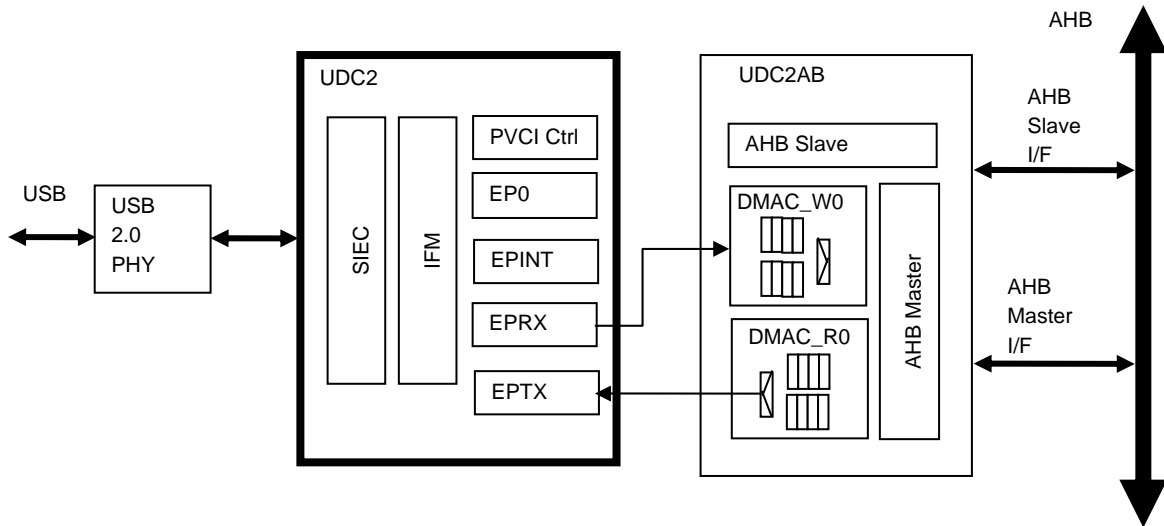 USB
USB
2.0
PHY
UDC2
SIEC
IFM
PVCI Ctrl
EP0
EPINT
EPRX
EPTX
UDC2AB
AHB Slave
DMAC_W0
DMAC_R0
AHB Master
AHB
Slave
I/F
AHB
Master
I/F
AHB